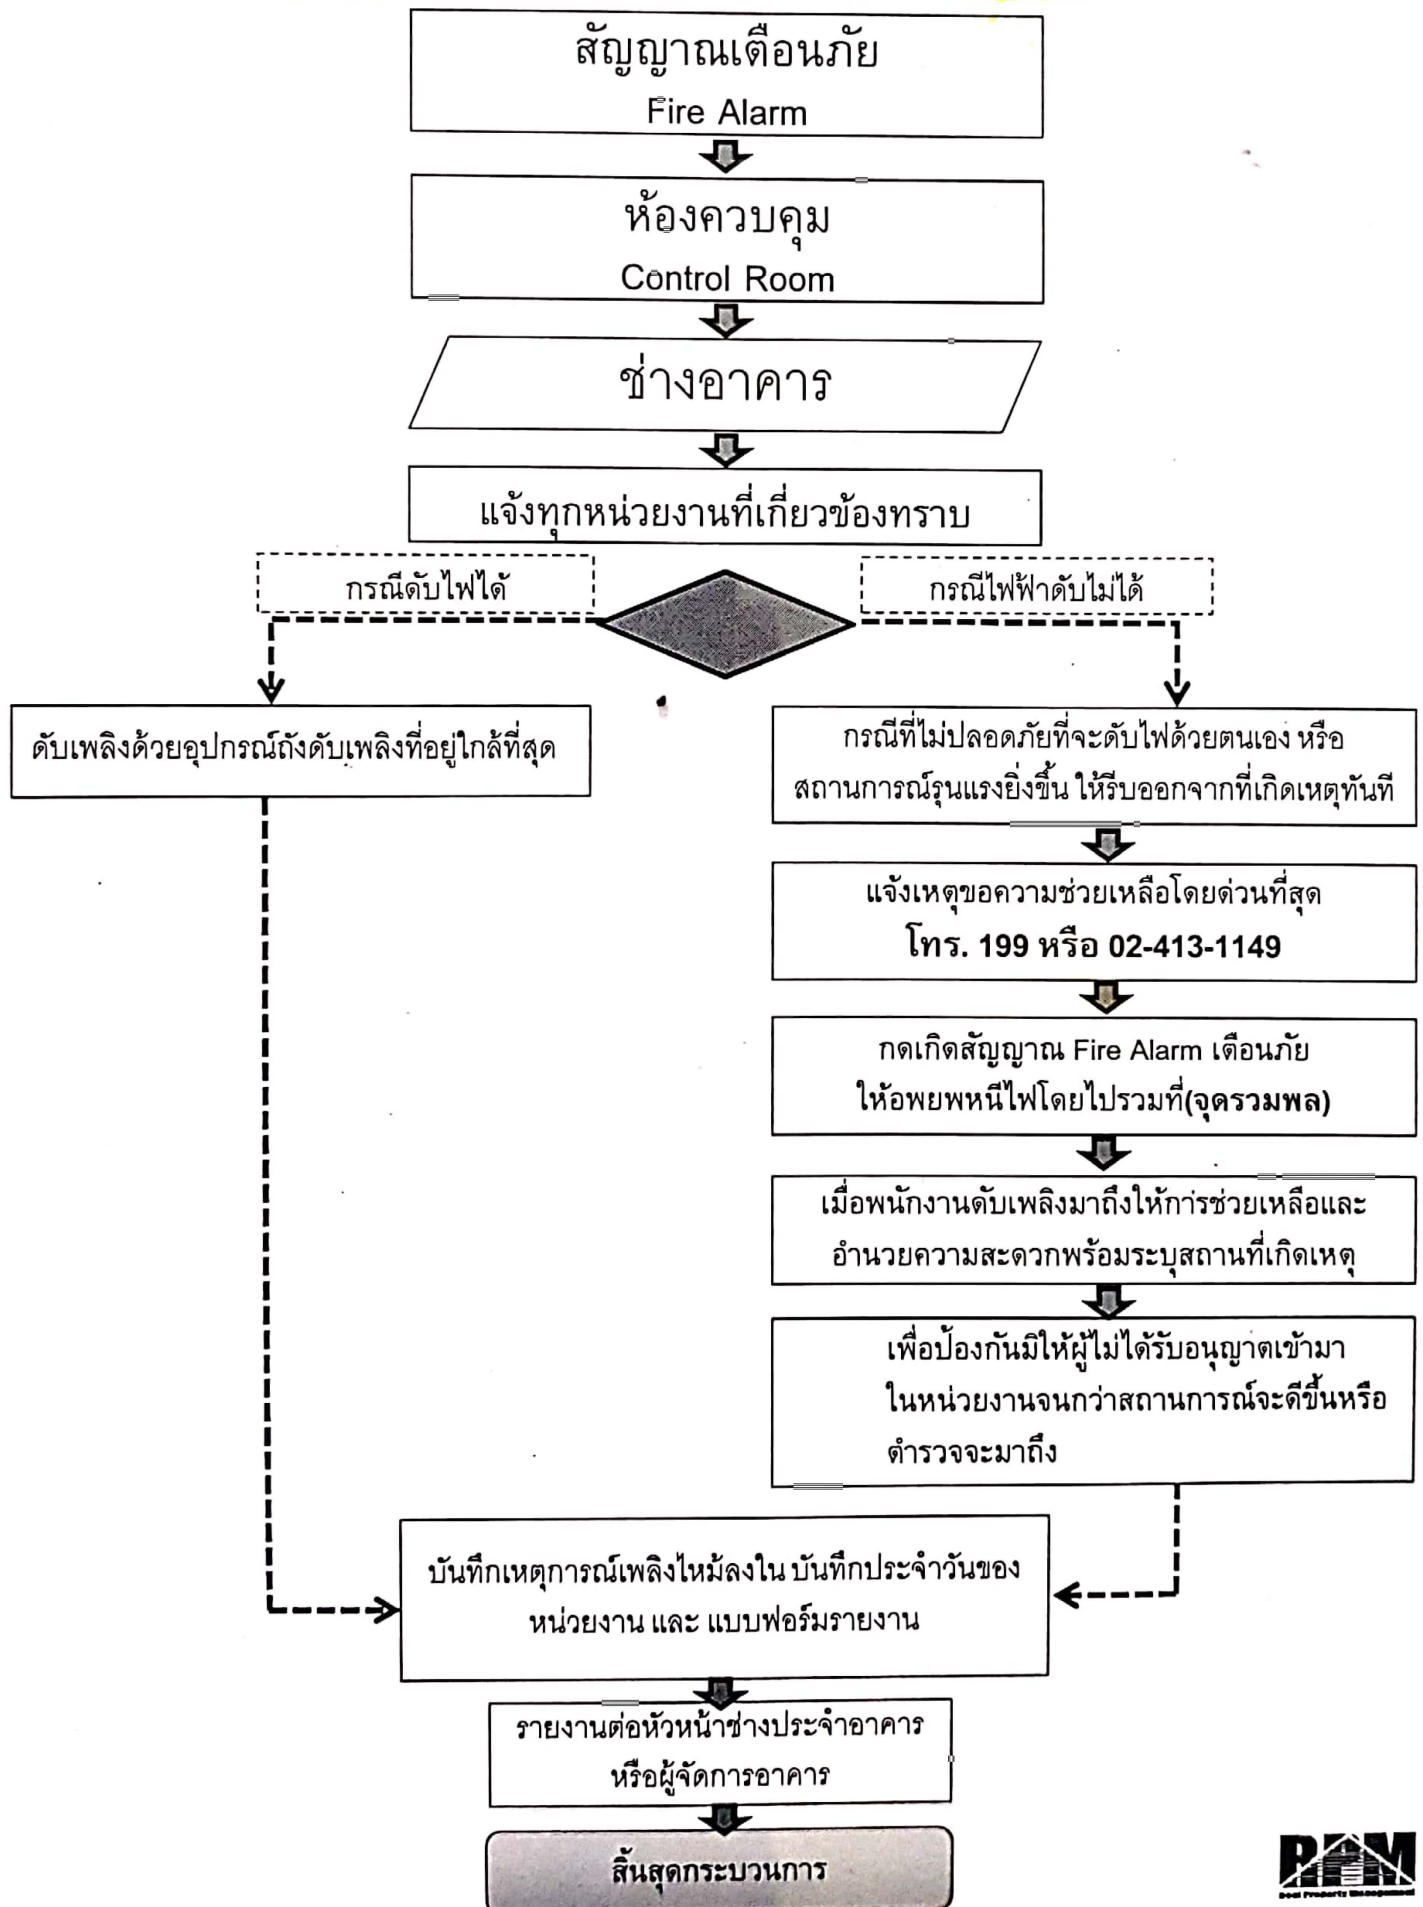 สัญญาณเตือนภัย
Fire Alarm
ห้องควบคุม
Control Room
ช่างอาคาร
แจ้งทุกหน่วยงานที่เกี่ยวข้องทราบ
กรณีดับไฟได้
กรณีไฟฟ้าดับไม่ได้
ดับเพลิงด้วยอุปกรณ์ถังดับเพลิงที่อยู่ใกล้ที่สุด
กรณีที่ไม่ปลอดภัยที่จะดับไฟด้วยตนเอง หรือ
สถานการณ์รุนแรงยิ่งขึ้น ให้รีบออกจากที่เกิดเหตุทันที
แจ้งเหตุขอความช่วยเหลือโดยด่วนที่สุด
โทร. 199 หรือ 02-413-1149
กดเกิดสัญญาณ Fire Alarm เตือนภัย
ให้อพยพหนีไฟโดยไปรวมที่(จุดรวมพล)
เมื่อพนักงานดับเพลิงมาถึงให้การช่วยเหลือและ
อำนวยความสะดวกพร้อมระบุสถานที่เกิดเหตุ
เพื่อป้องกันมิให้ผู้ไม่ได้รับอนุญาตเข้ามา
ในหน่วยงานจนกว่าสถานการณ์จะดีขึ้นหรือ
ตำรวจจะมาถึง
บันทึกเหตุการณ์เพลิงไหม้ลงใน บันทึกประจำวันของ
หน่วยงาน และ แบบฟอร์มรายงาน
รายงานต่อหัวหน้าช่างประจำอาคาร
หรือผู้จัดการอาคาร
สิ้นสุดกระบวนการ
Real Property Management